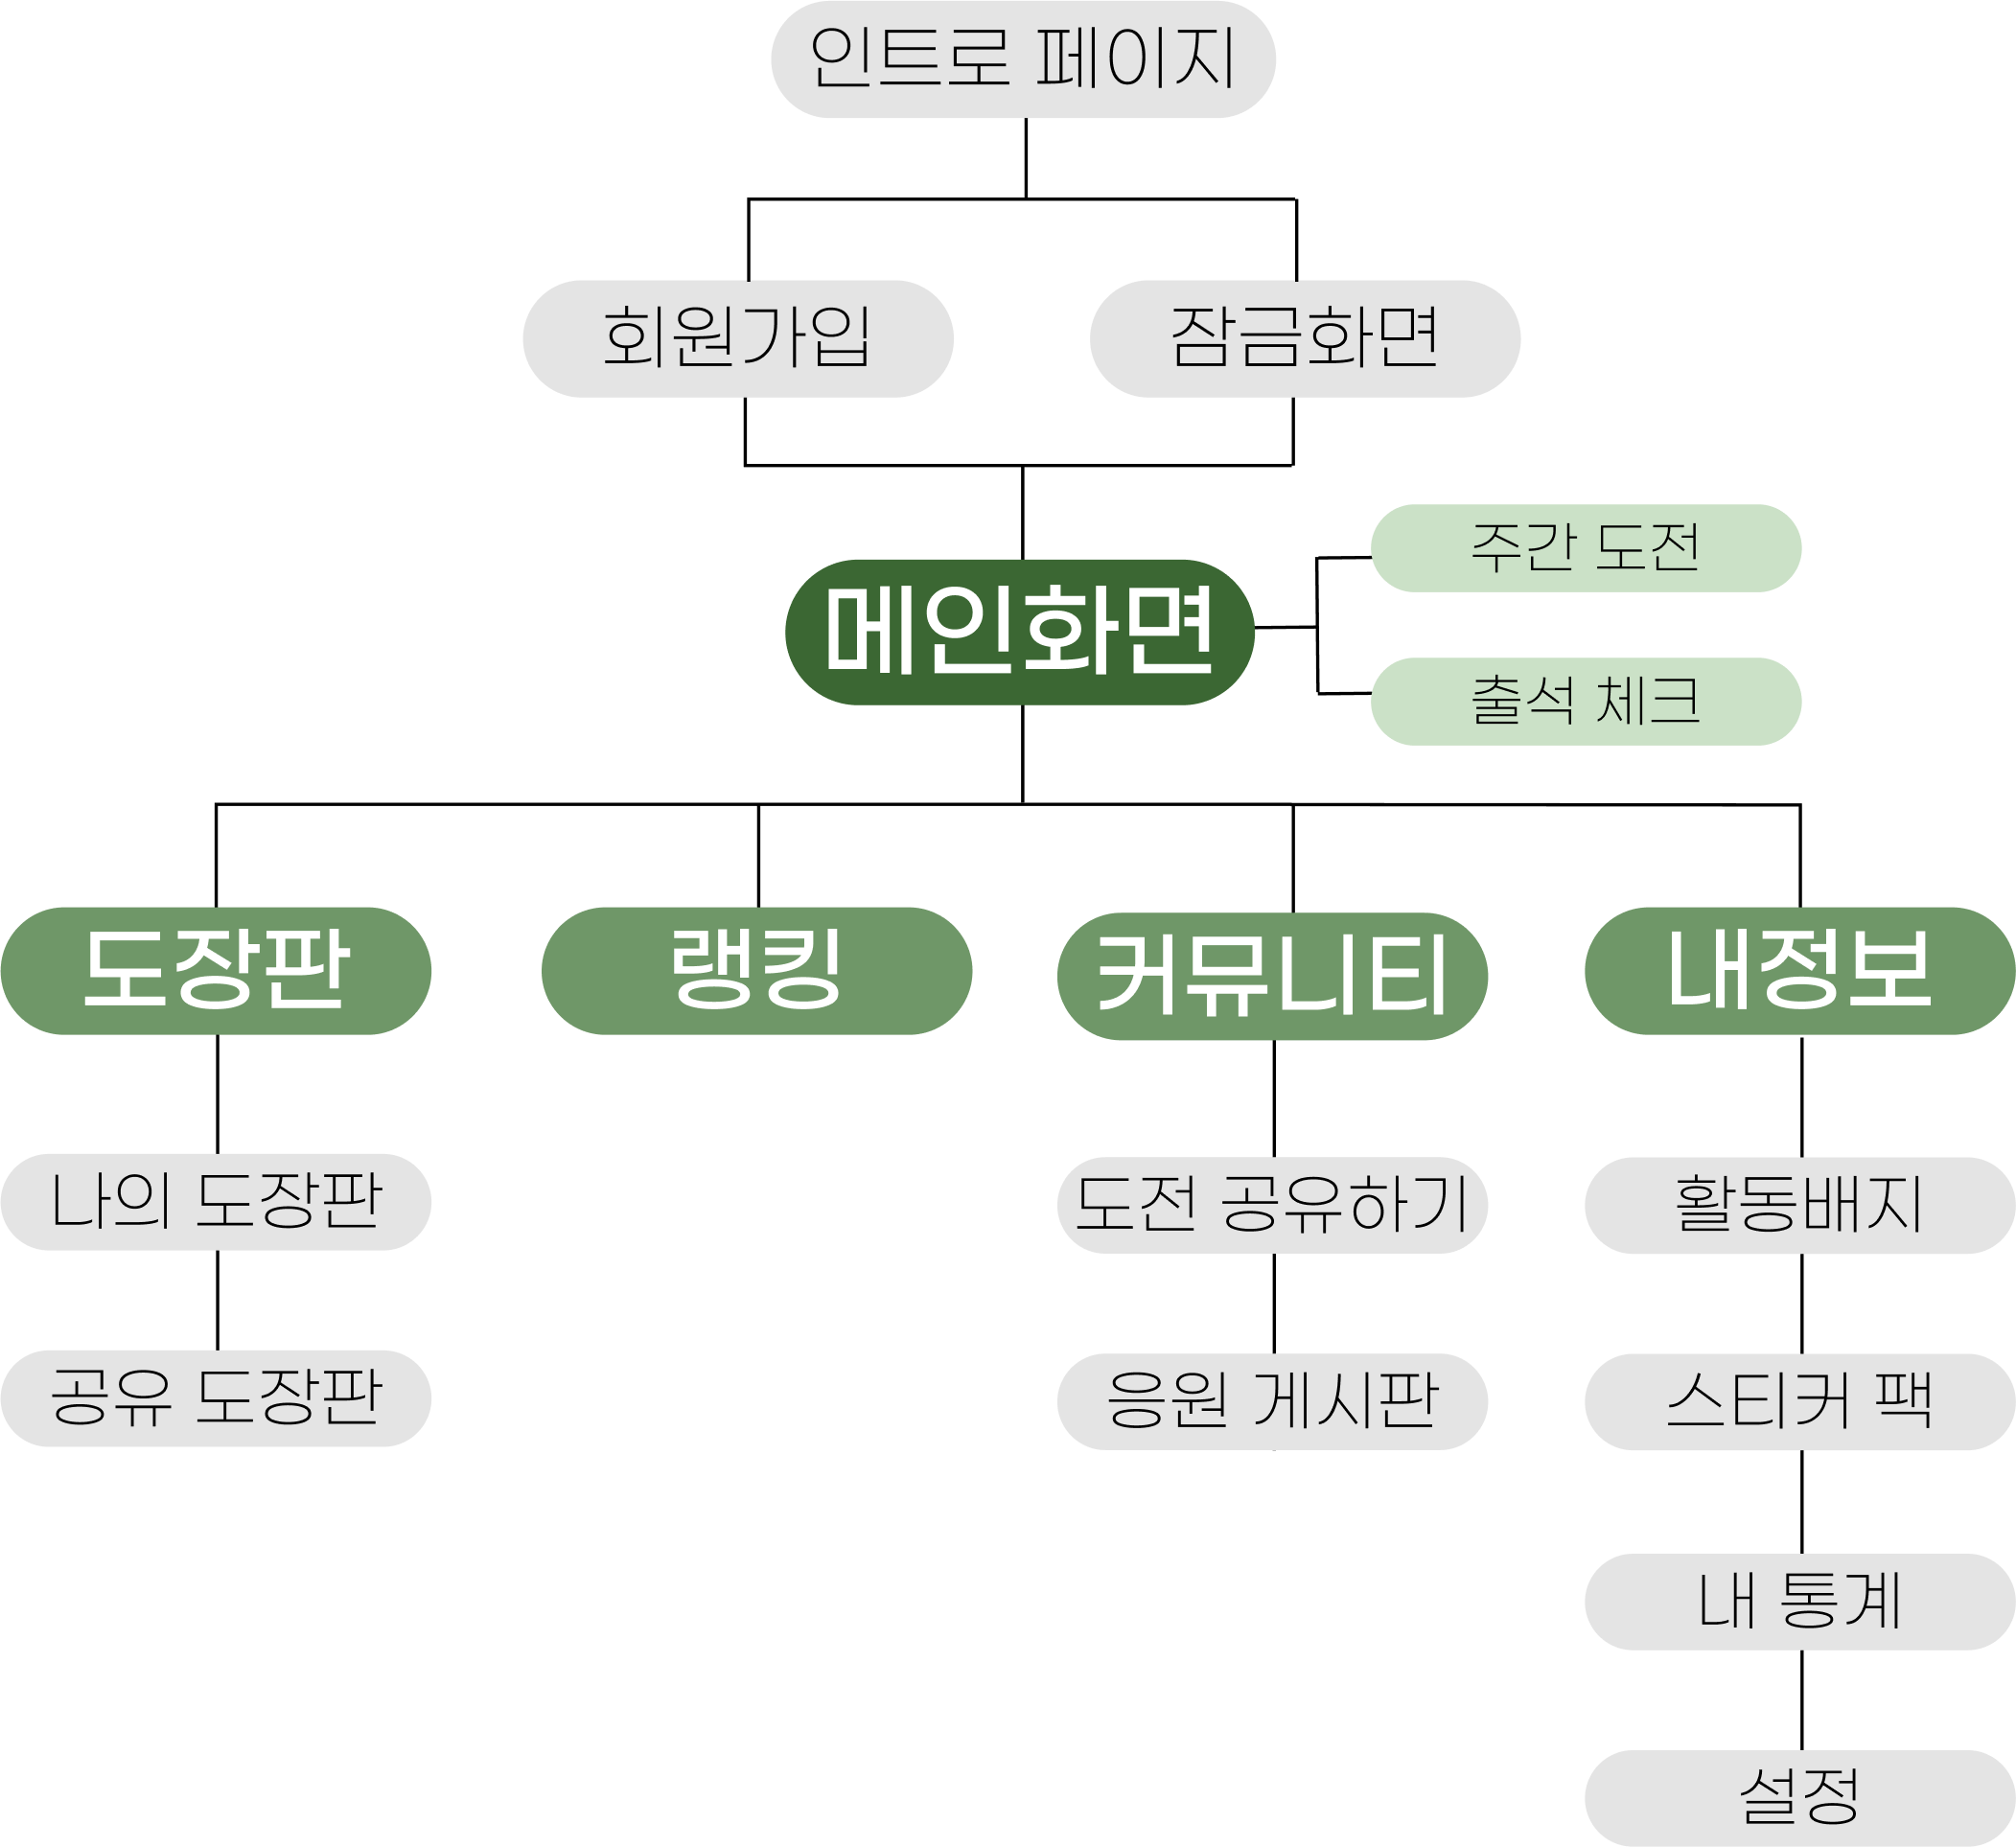 인트로 페이지
회원가입
잠금화면
주간 도전
메인화면
출석 체크
도장판
랭킹
커뮤니티
내정보
나의 도장판
도전 공유하기
활동배지
공유 도장판
응원 게시판
스티커 팩
내 통계
설정